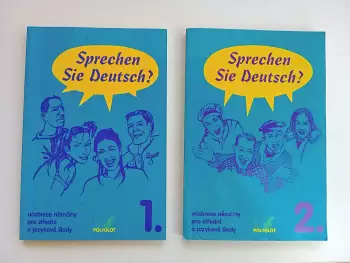 Sprechen
Sie Deutsch?
učebnice němčiny
pro střední
a jazykové školy
1.
POLYGLOT
Sprechen
Sie Deutsch?
učebnice němčiny
pro střední
a jazykové školy
2.
POLYGLOT